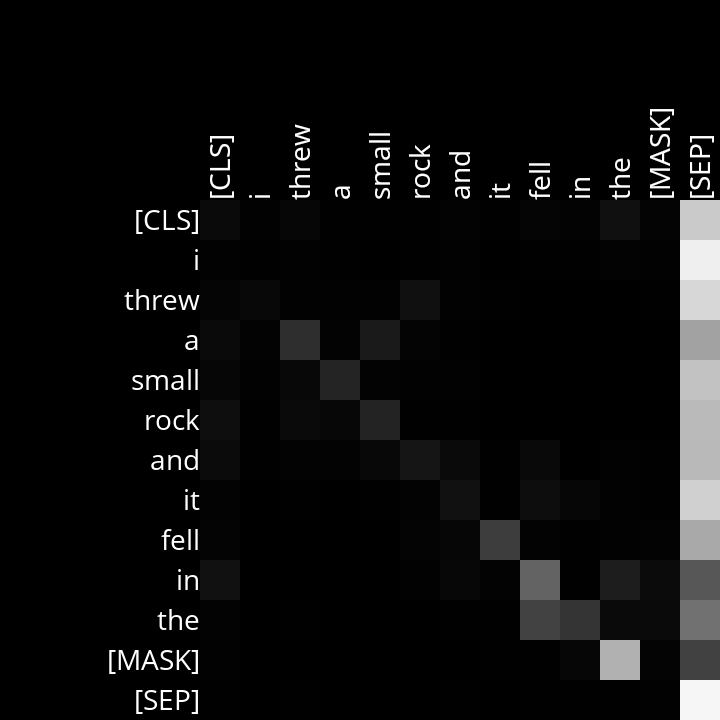 [CLS] i threw a small rock and it fell in the [MASK] [SEP]
[CLS]
i
threw
a
small
rock
and
it
fell
in
the
[MASK]
[SEP]